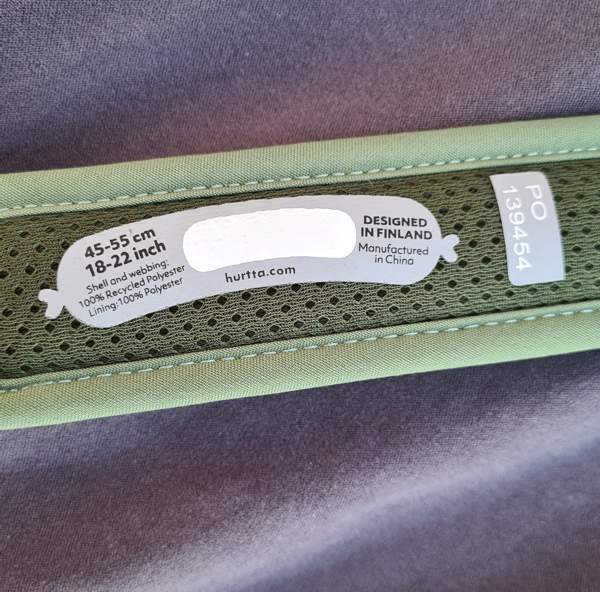 45-55 cm
18-22 inch
Shell and webbing:
100% Recycled Polyester
Lining:100% Polyester
hurtta.com
DESIGNED
IN FINLAND
Manufactured
in China
PO
139454